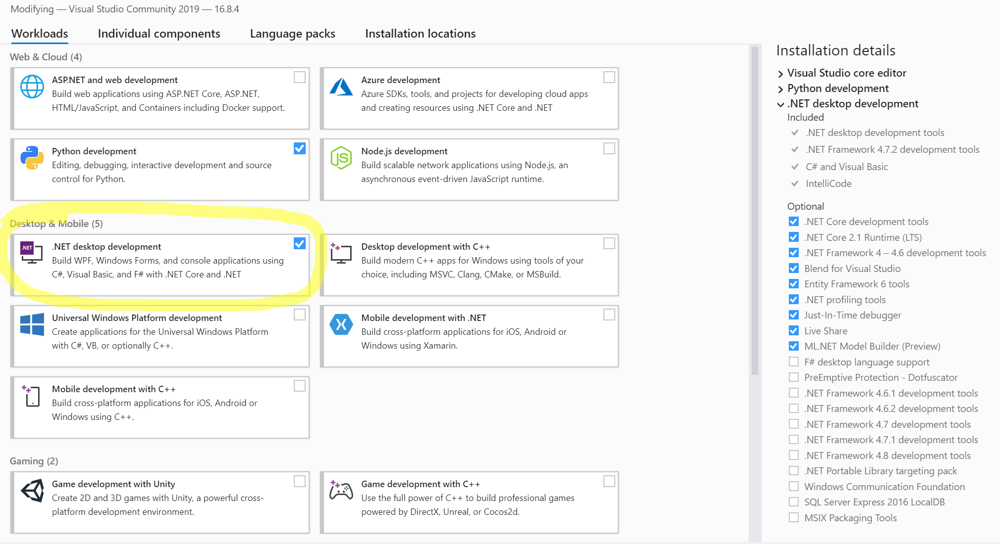 Modifying — Visual Studio Community 2019 — 16.8.4
Workloads
Individual components
Language packs
Installation locations
Web & Cloud (4)
ASP.NET and web development
Build web applications using ASP.NET Core, ASP.NET,
HTML/JavaScript, and Containers including Docker support.
Azure development
Azure SDKs, tools, and projects for developing cloud apps
and creating resources using .NET Core and .NET
Python development
Editing, debugging, interactive development and source
control for Python.
JS
Node.js development
Build scalable network applications using Node.js, an
asynchronous event-driven JavaScript runtime.
Desktop & Mobile (5)
.NET
.NET desktop development
Build WPF, Windows Forms, and console applications using
C#, Visual Basic, and F# with .NET Core and .NET
Desktop development with C++
Build modern C++ apps for Windows using tools of your
choice, including MSVC, Clang, CMake, or MSBuild.
Universal Windows Platform development
Create applications for the Universal Windows Platform
with C#, VB, or optionally C++.
Mobile development with .NET
Build cross-platform applications for iOS, Android or
Windows using Xamarin.
Mobile development with C++
Build cross-platform applications for iOS, Android or
Windows using C++.
Gaming (2)
Game development with Unity
Create 2D and 3D games with Unity, a powerful cross-
platform development environment.
Game development with C++
Use the full power of C++ to build professional games
powered by DirectX, Unreal, or Cocos2d.
Installation details
Visual Studio core editor
Python development
.NET desktop development
Included
.NET desktop development tools
.NET Framework 4.7.2 development tools
C# and Visual Basic
IntelliCode
Optional
.NET Core development tools
.NET Core 2.1 Runtime (LTS)
.NET Framework 4 – 4.6 development tools
Blend for Visual Studio
Entity Framework 6 tools
.NET profiling tools
Just-In-Time debugger
Live Share
ML.NET Model Builder (Preview)
F# desktop language support
PreEmptive Protection - Dotfuscator
.NET Framework 4.6.1 development tools
.NET Framework 4.6.2 development tools
.NET Framework 4.7 development tools
.NET Framework 4.7.1 development tools
.NET Framework 4.8 development tools
.NET Portable Library targeting pack
Windows Communication Foundation
SQL Server Express 2016 LocalDB
MSIX Packaging Tools